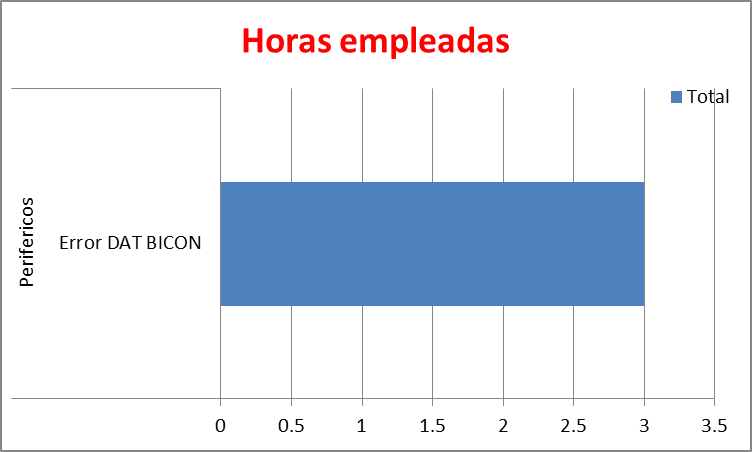 Horas empleadas
Total
Perifericos
Error DAT BICON
0 0.5 1 1.5 2 2.5 3 3.5